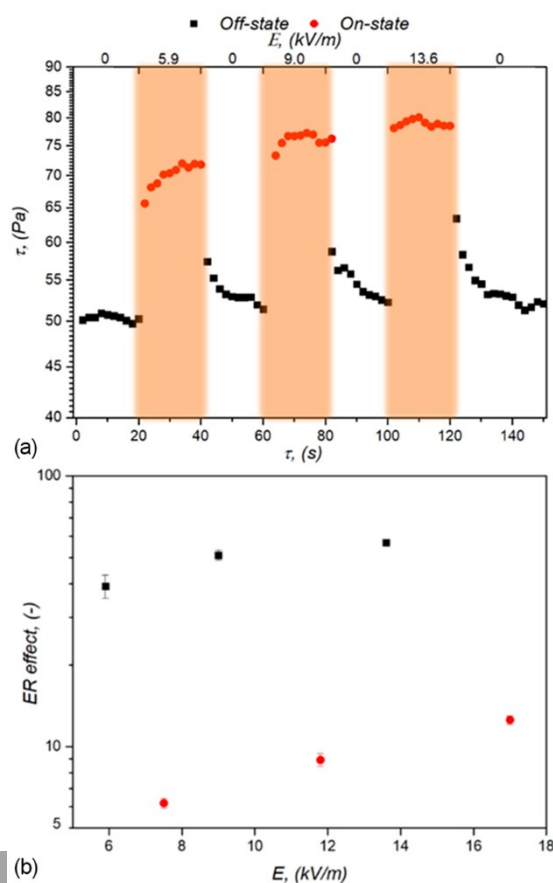 Off-state On-state
E, (kV/m)
0 5.9 0 9.0 0 13.6 0
90
85
80
75
70
65
60
55
50
45
40
τ, (Pa)
0 20 40 60 80 100 120 140
(a)
τ, (s)
100
10
5
ER effect, (-)
6 8 10 12 14 16 18
(b)
E, (kV/m)